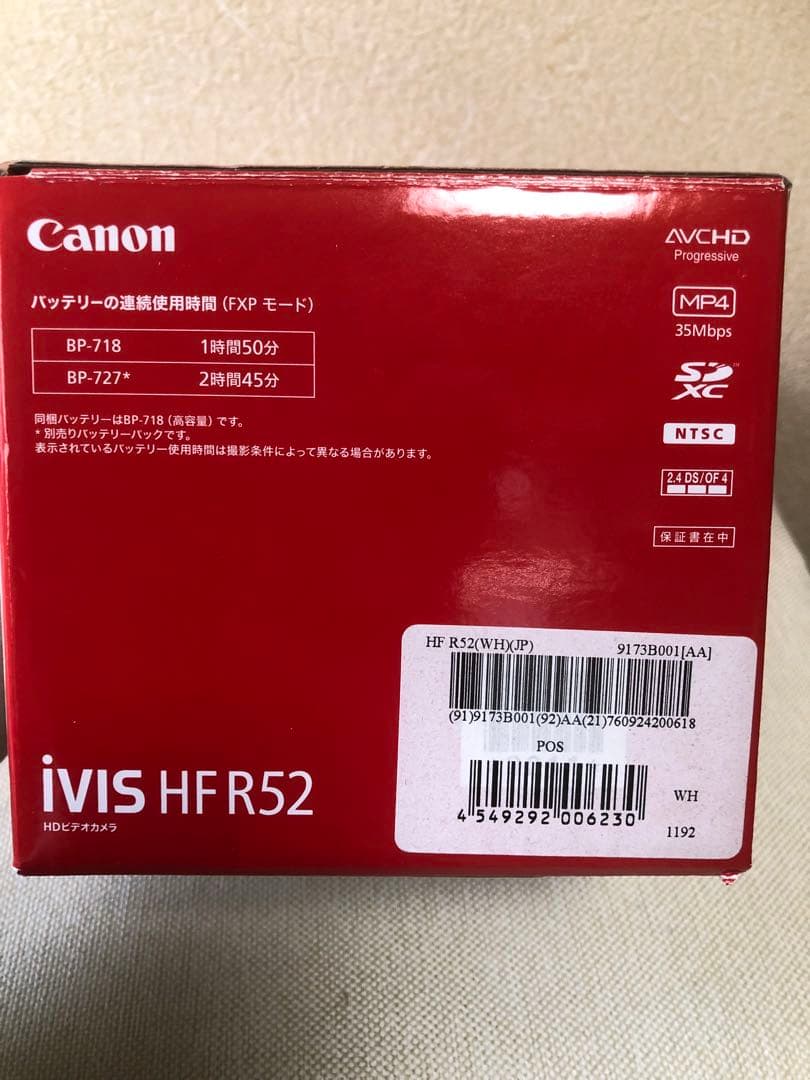 Canon
バッテリーの連続使用時間（FXP モード）
BP-718 1時間50分
BP-727* 2時間45分
同梱バッテリーはBP-718（高容量）です。
* 別売りバッテリーパックです。
表示されているバッテリー使用時間は撮影条件によって異なる場合があります。
AVCHD
Progressive
MP4
35Mbps
SD XC™
NTSC
2.4 DS/OF 4
保証書在中
HF R52(WH)(JP) 9173B001[AA]
(91)9173B001(92)AA(21)760924200618
POS
4 549292 006230
WH
1192
iVIS HF R52
HDビデオカメラ